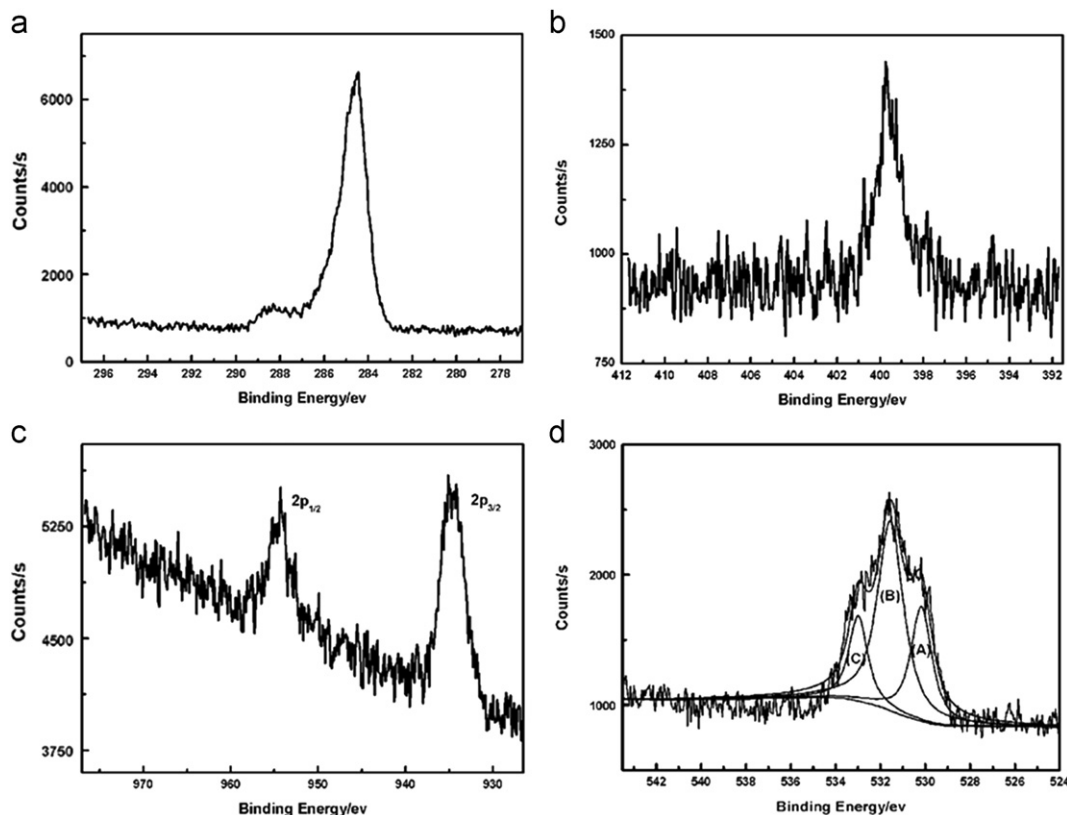 a
Counts/s
6000
4000
2000
0
296 294 292 290 288 286 284 282 280 278
Binding Energy/ev
b
Counts/s
1500
1250
1000
750
412 410 408 406 404 402 400 398 396 394 392
Binding Energy/ev
c
Counts/s
5250
4500
3750
2p1/2
2p3/2
970 960 950 940 930
Binding Energy/ev
d
Counts/s
3000
2000
1000
(B)
(C)
(A)
542 540 538 536 534 532 530 528 526 524
Binding Energy/ev